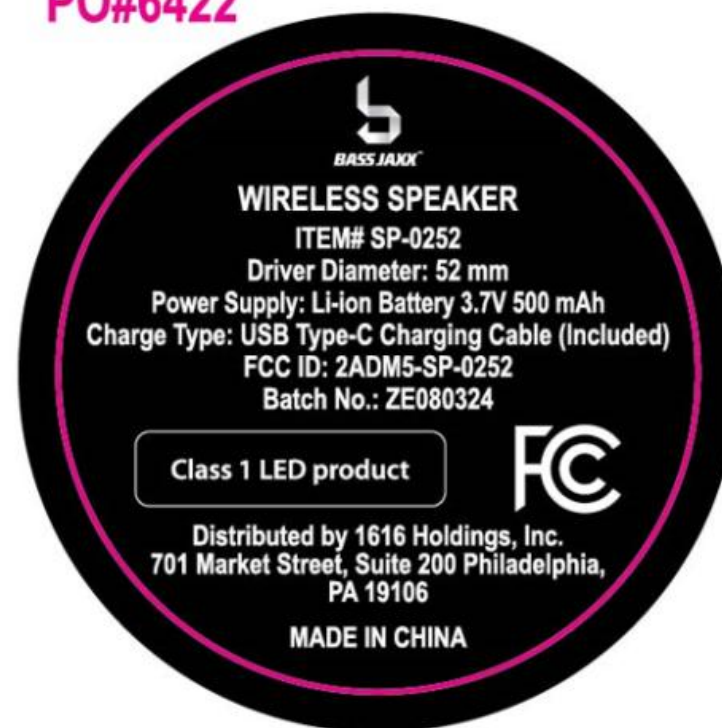 PO#6422
BASS JAXX™
WIRELESS SPEAKER
ITEM# SP-0252
Driver Diameter: 52 mm
Power Supply: Li-ion Battery 3.7V 500 mAh
Charge Type: USB Type-C Charging Cable (Included)
FCC ID: 2ADM5-SP-0252
Batch No.: ZE080324
Class 1 LED product
FCC
Distributed by 1616 Holdings, Inc.
701 Market Street, Suite 200 Philadelphia,
PA 19106
MADE IN CHINA